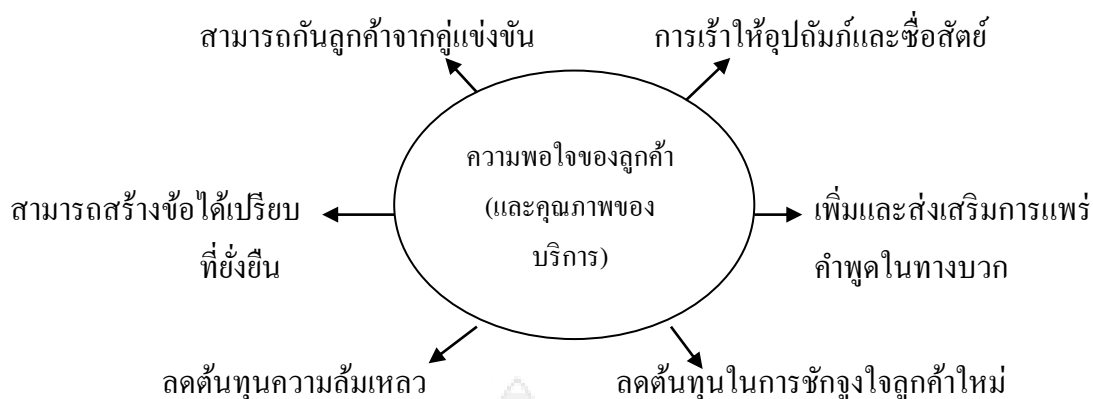 สามารถกันลูกค้าจากคู่แข่งขัน
การเร้าให้อุปถัมภ์และซื่อสัตย์
ความพอใจของลูกค้า
(และคุณภาพของ
บริการ)
สามารถสร้างข้อได้เปรียบ
ที่ยั่งยืน
เพิ่มและส่งเสริมการแพร่
คำพูดในทางบวก
ลดต้นทุนความล้มเหลว
ลดต้นทุนในการชักจูงใจลูกค้าใหม่